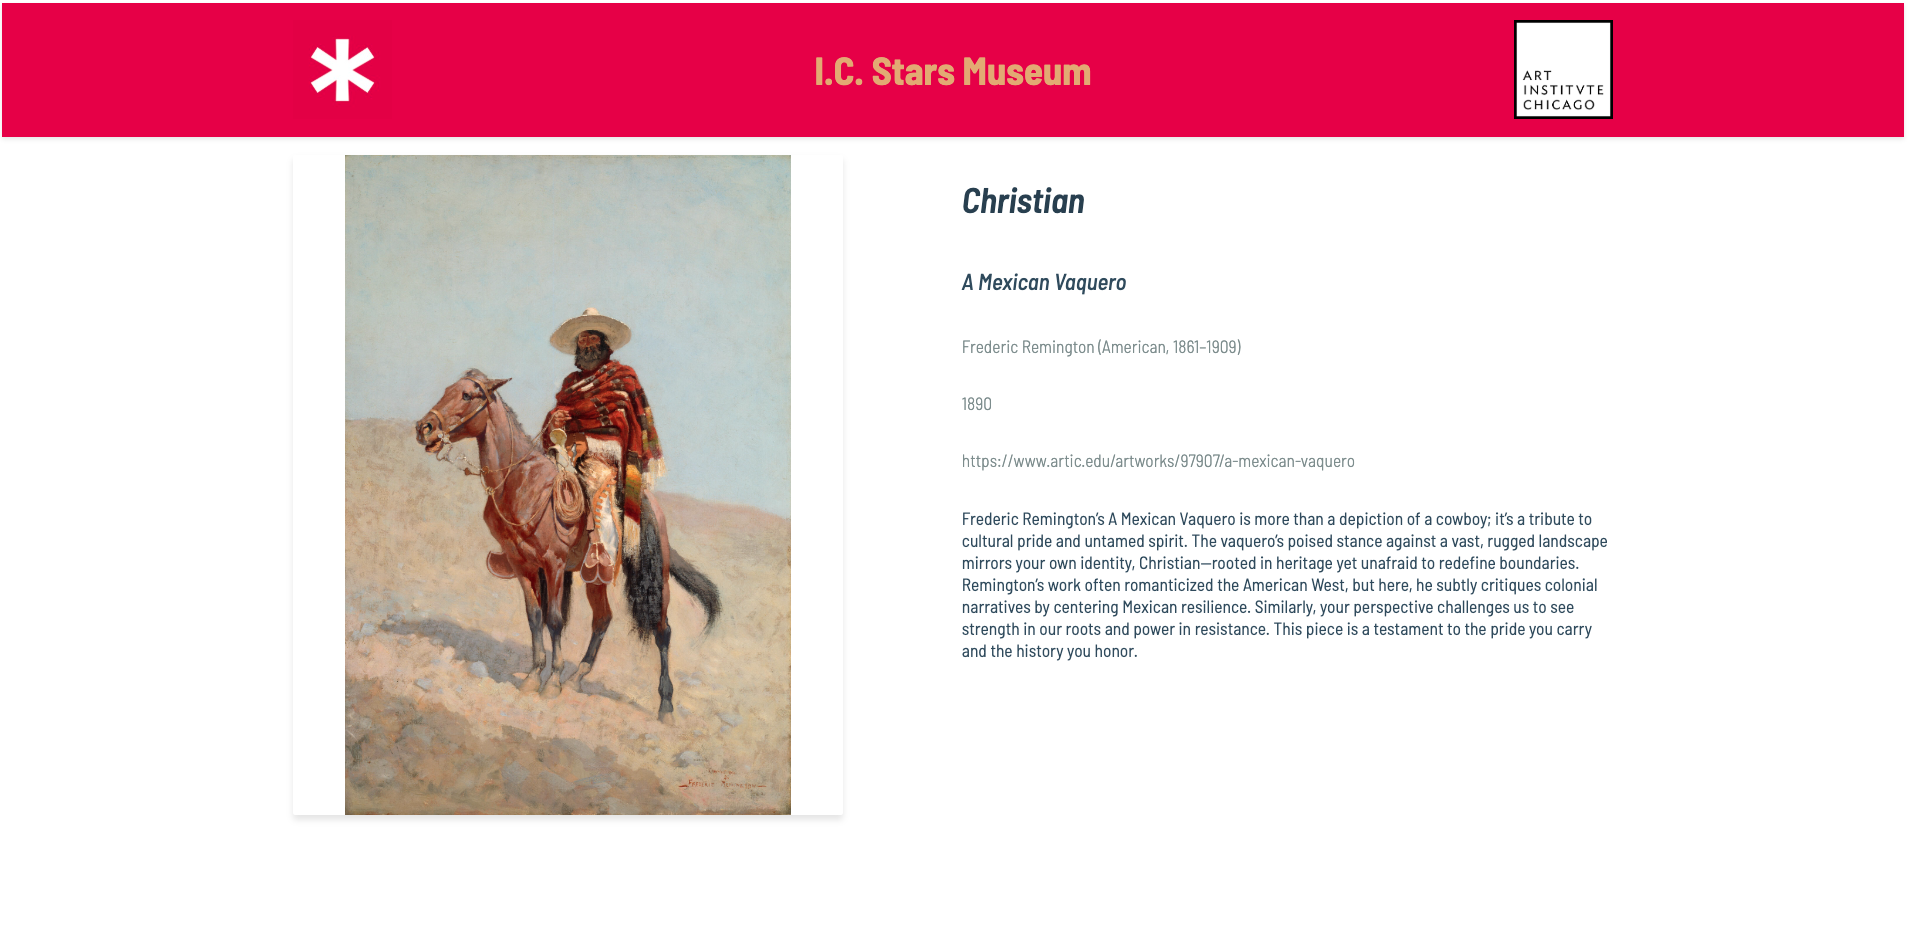 I.C. Stars Museum
ART
INSTITVTE
CHICAGO
Christian
A Mexican Vaquero
Frederic Remington (American, 1861–1909)
1890
https://www.artic.edu/artworks/97907/a-mexican-vaquero
Frederic Remington’s A Mexican Vaquero is more than a depiction of a cowboy; it’s a tribute to
cultural pride and untamed spirit. The vaquero’s poised stance against a vast, rugged landscape
mirrors your own identity, Christian—rooted in heritage yet unafraid to redefine boundaries.
Remington’s work often romanticized the American West, but here, he subtly critiques colonial
narratives by centering Mexican resilience. Similarly, your perspective challenges us to see
strength in our roots and power in resistance. This piece is a testament to the pride you carry
and the history you honor.